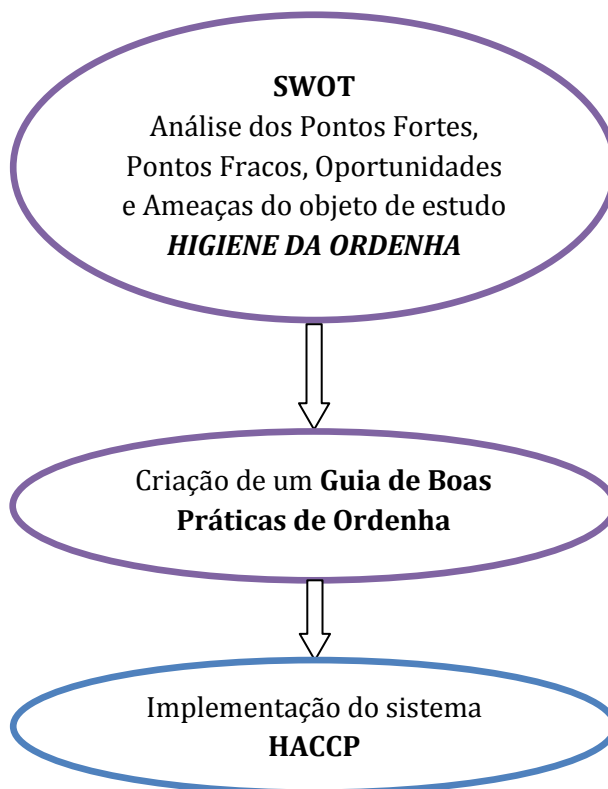 SWOT
Análise dos Pontos Fortes,
Pontos Fracos, Oportunidades
e Ameaças do objeto de estudo
HIGIENE DA ORDENHA
Criação de um Guia de Boas
Práticas de Ordenha
Implementação do sistema
HACCP